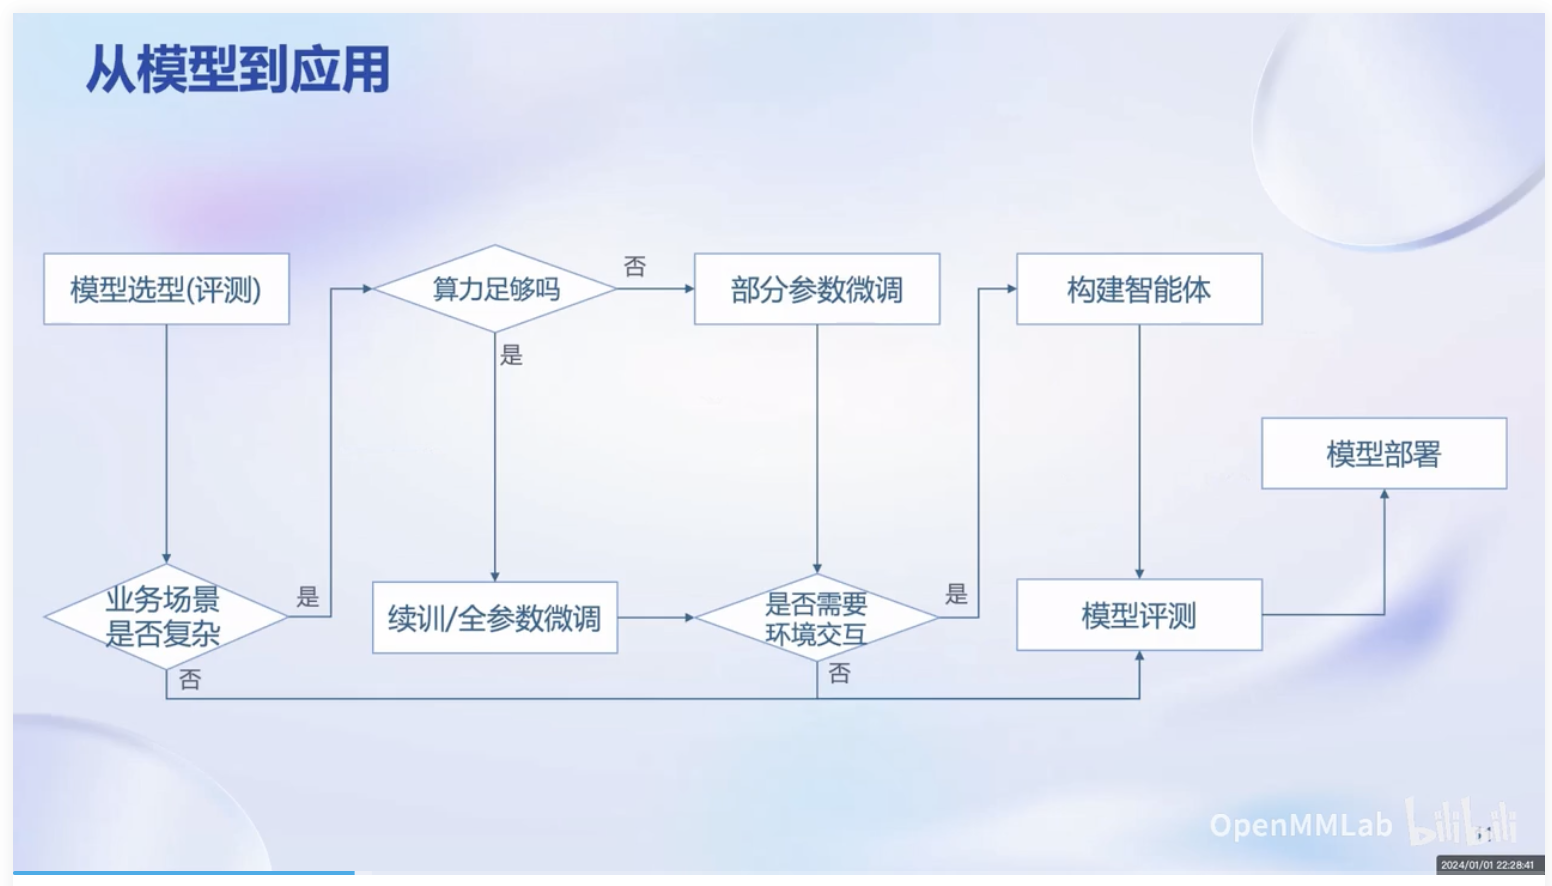 从模型到应用
模型选型(评测)
算力足够吗
否
部分参数微调
构建智能体
是
模型部署
业务场景
是否复杂
是
续训/全参数微调
是否需要
环境交互
是
模型评测
否
否
OpenMMLab
bilibili
2024/01/01 22:28:41